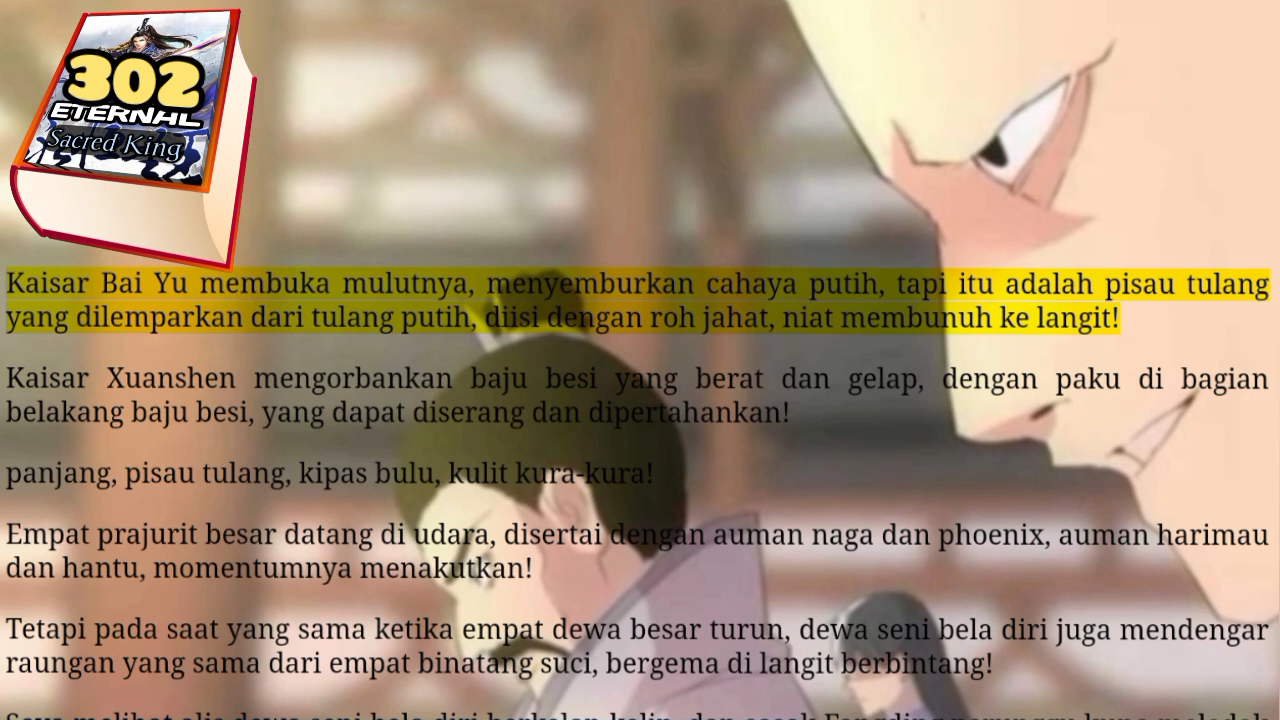 302
ETERNAL
Sacred King
Kaisar Bai Yu membuka mulutnya, menyemburkan cahaya putih, tapi itu adalah pisau tulang
yang dilemparkan dari tulang putih, diisi dengan roh jahat, niat membunuh ke langit!
Kaisar Xuanshen mengorbankan baju besi yang berat dan gelap, dengan paku di bagian
belakang baju besi, yang dapat diserang dan dipertahankan!
panjang, pisau tulang, kipas bulu, kulit kura-kura!
Empat prajurit besar datang di udara, disertai dengan auman naga dan phoenix, auman harimau
dan hantu, momentumnya menakutkan!
Tetapi pada saat yang sama ketika empat dewa besar turun, dewa seni bela diri juga mendengar
raungan yang sama dari empat binatang suci, bergema di langit berbintang!